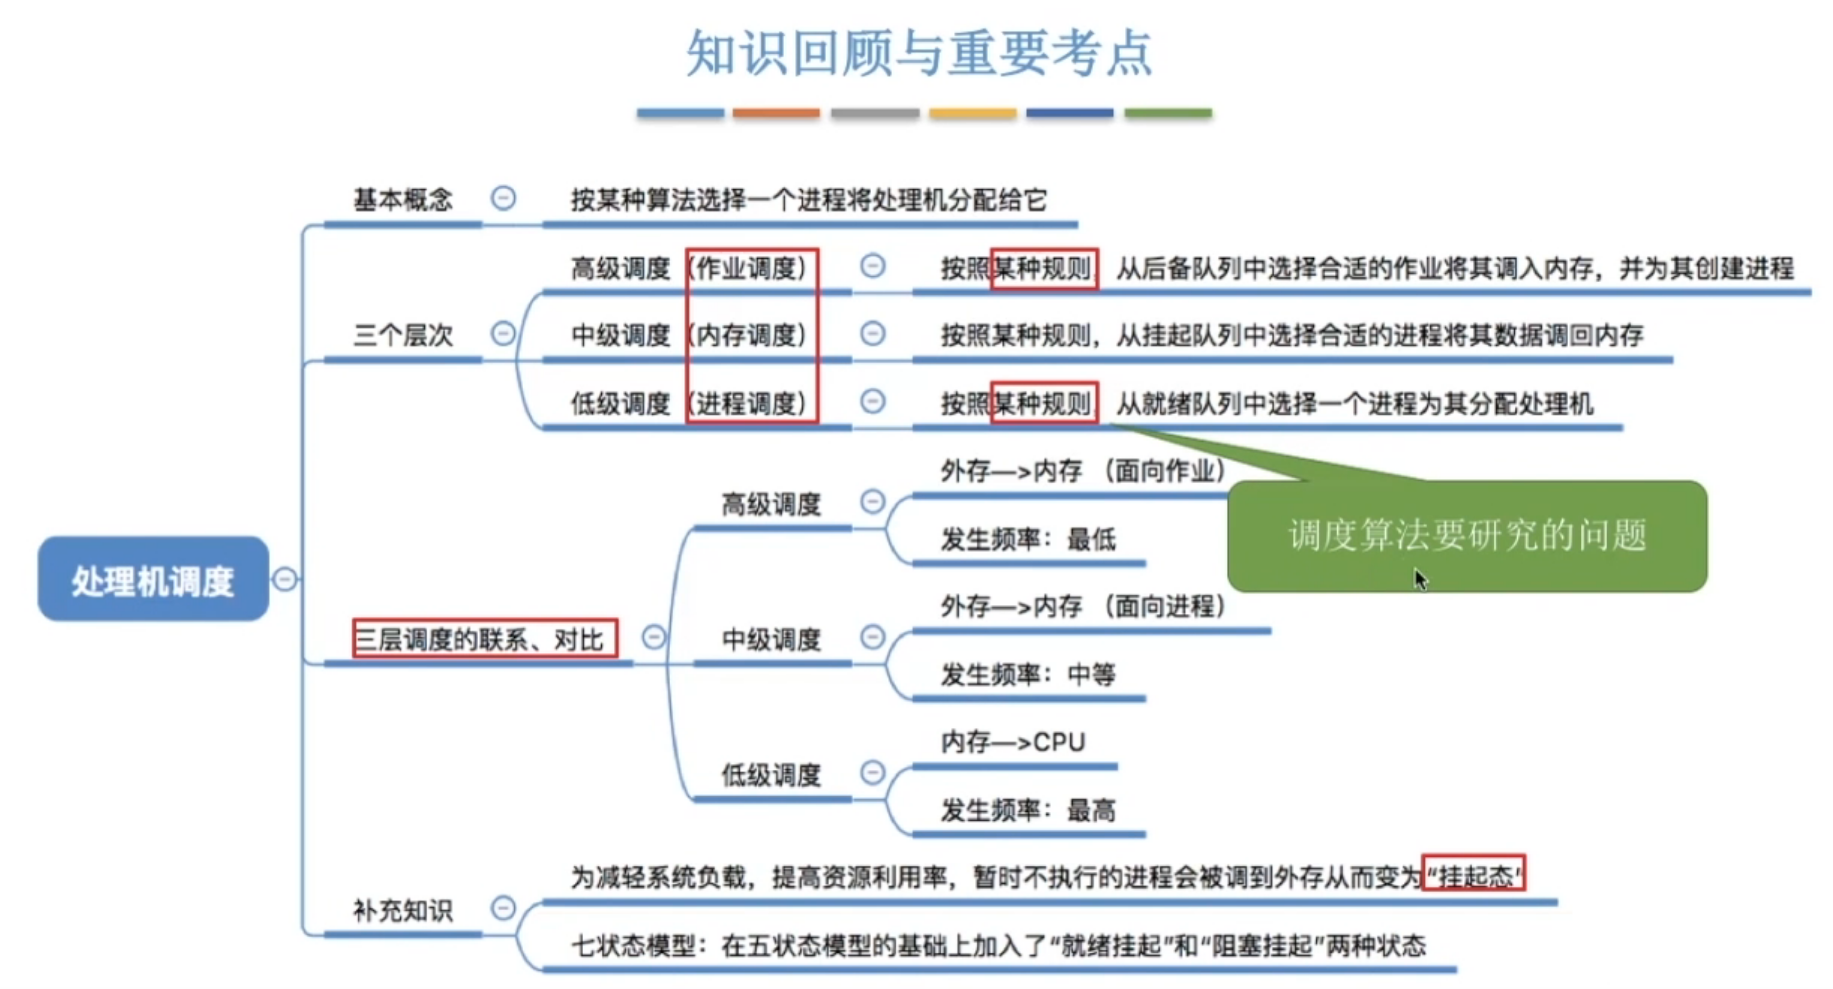 知识回顾与重要考点
处理机调度
基本概念
按某种算法选择一个进程将处理机分配给它
三个层次
高级调度（作业调度）
按照某种规则，从后备队列中选择合适的作业将其调入内存，并为其创建进程
中级调度（内存调度）
按照某种规则，从挂起队列中选择合适的进程将其数据调回内存
低级调度（进程调度）
按照某种规则，从就绪队列中选择一个进程为其分配处理机
调度算法要研究的问题
三层调度的联系、对比
高级调度
外存—>内存 （面向作业）
发生频率：最低
中级调度
外存—>内存 （面向进程）
发生频率：中等
低级调度
内存—>CPU
发生频率：最高
补充知识
为减轻系统负载，提高资源利用率，暂时不执行的进程会被调到外存从而变为“挂起态”
七状态模型：在五状态模型的基础上加入了“就绪挂起”和“阻塞挂起”两种状态